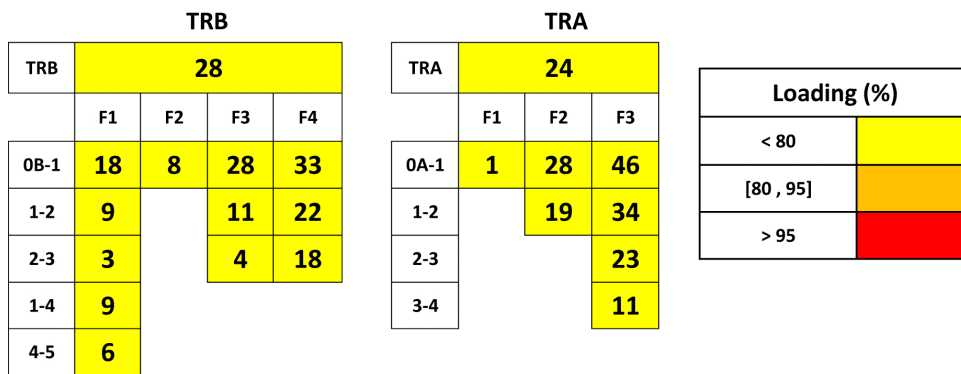 TRB
TRB 28
F1 F2 F3 F4
0B-1 18 8 28 33
1-2 9 11 22
2-3 3 4 18
1-4 9
4-5 6
TRA
TRA 24
F1 F2 F3
0A-1 1 28 46
1-2 19 34
2-3 23
3-4 11
Loading (%)
< 80
[80 , 95]
> 95